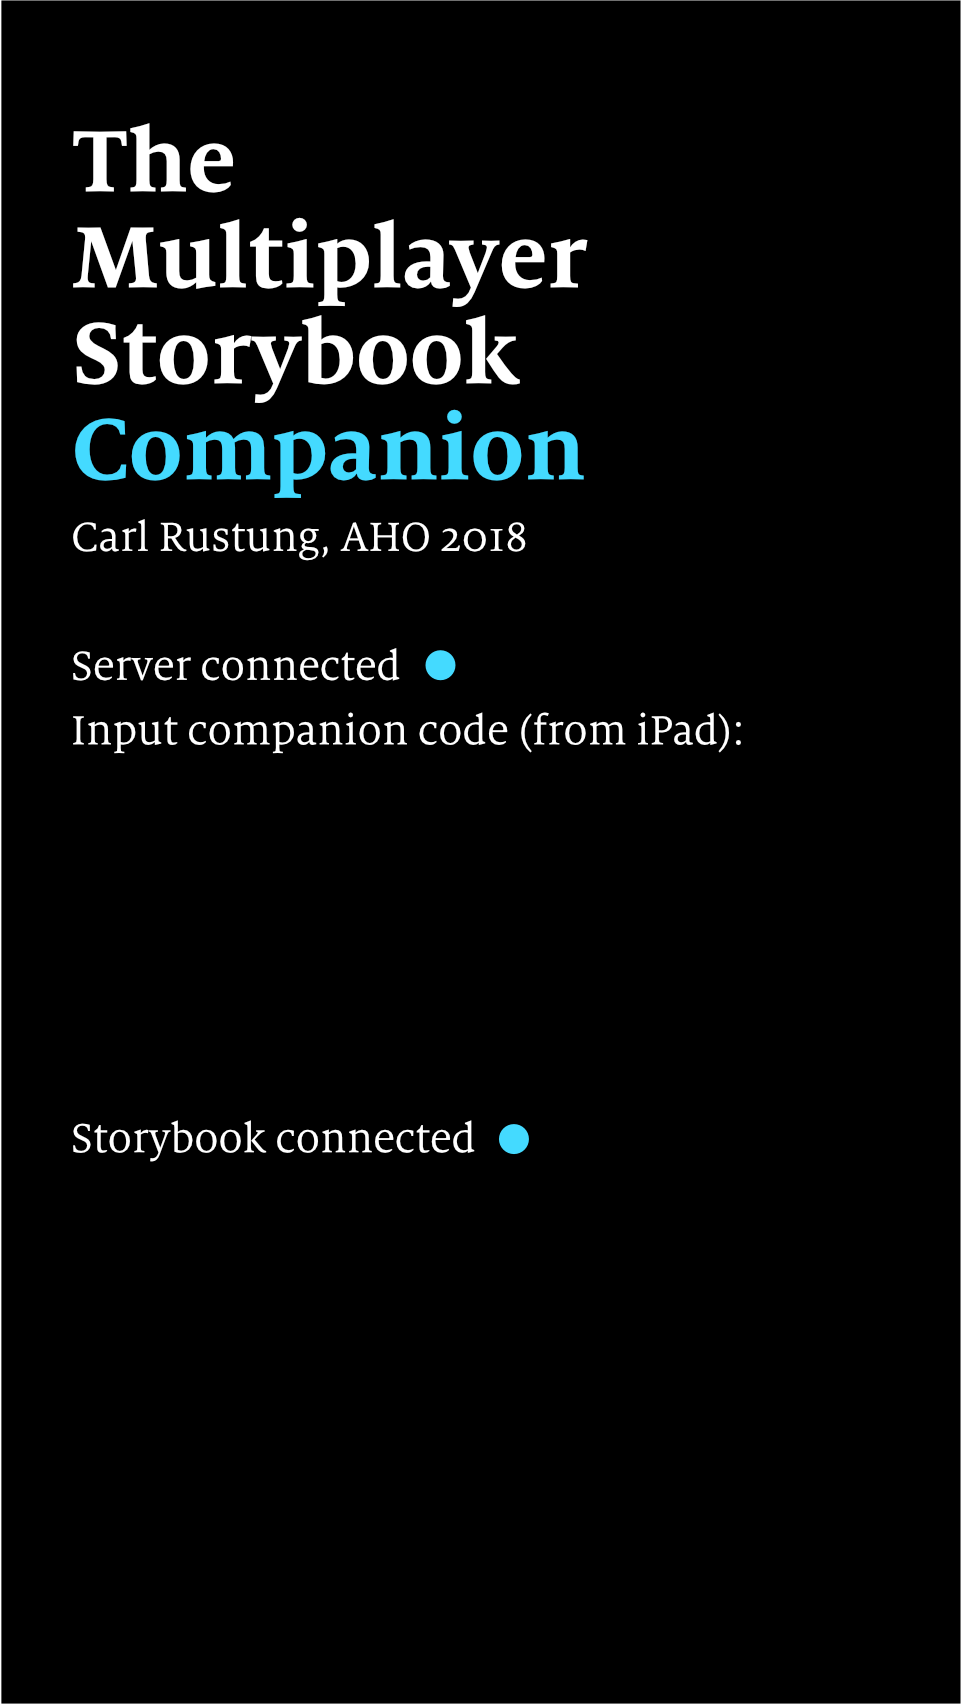 The
Multiplayer
Storybook
Companion
Carl Rustung, AHO 2018
Server connected
Input companion code (from iPad):
Storybook connected